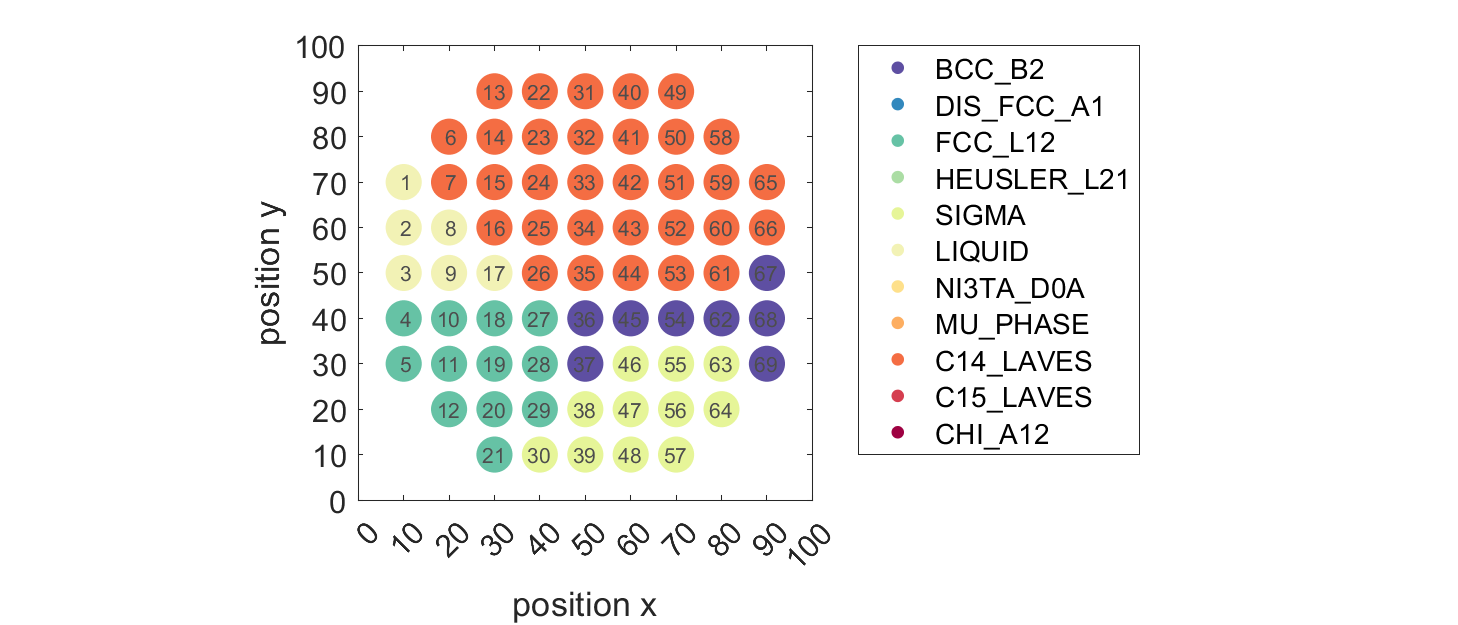 100
90
13 22 31 40 49
80
6 14 23 32 41 50 58
70
1 7 15 24 33 42 51 59 65
60
2 8 16 25 34 43 52 60 66
50
3 9 17 26 35 44 53 61 67
40
4 10 18 27 36 45 54 62 68
30
5 11 19 28 37 46 55 63 69
20
12 20 29 38 47 56 64
10
21 30 39 48 57
0
position y
0 10 20 30 40 50 60 70 80 90 100
position x
BCC_B2
DIS_FCC_A1
FCC_L12
HEUSLER_L21
SIGMA
LIQUID
NI3TA_D0A
MU_PHASE
C14_LAVES
C15_LAVES
CHI_A12